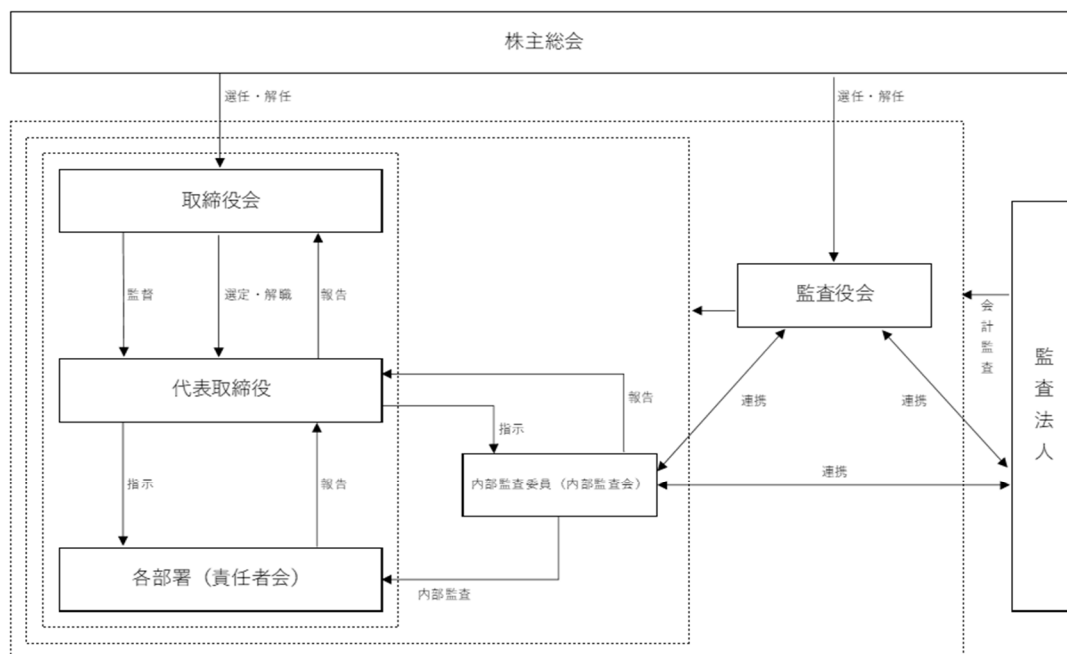 株主総会
選任・解任
選任・解任
取締役会
監査役会
監督
選定・解職
報告
会計監査
監査法人
代表取締役
報告
連携
連携
指示
指示
報告
内部監査委員（内部監査会）
連携
各部署（責任者会）
内部監査